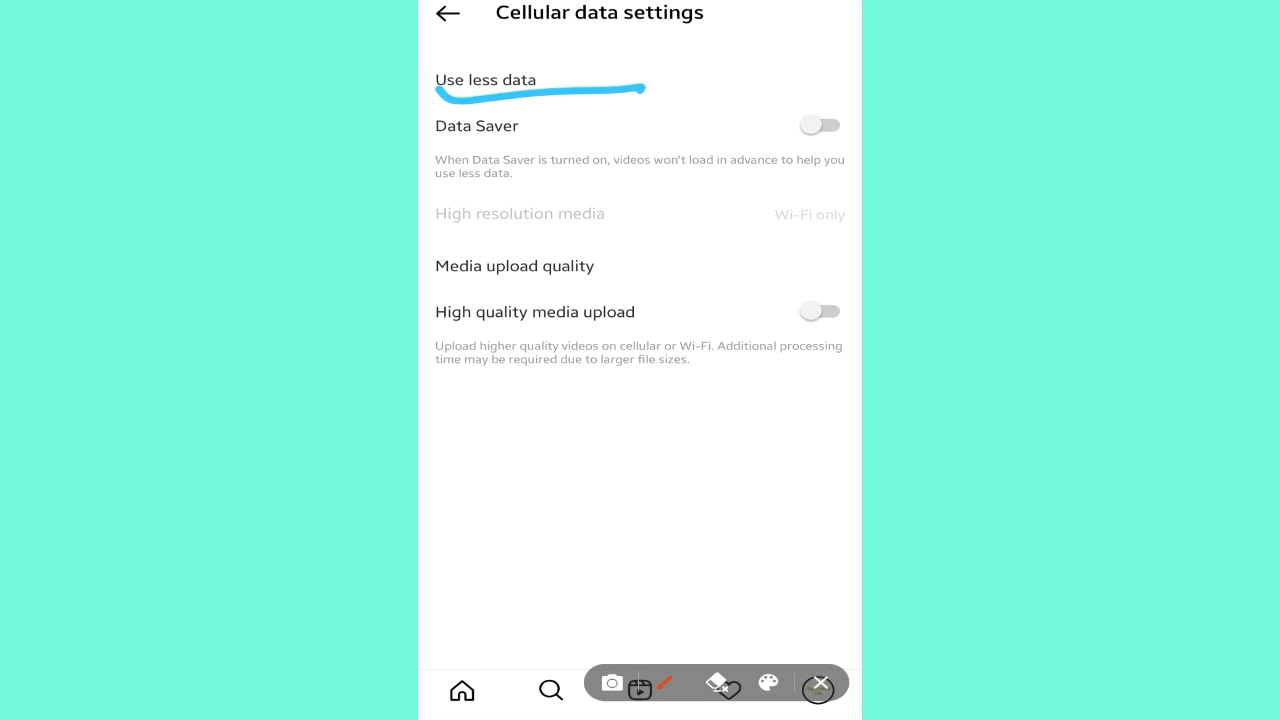 Cellular data settings
Use less data
Data Saver
When Data Saver is turned on, videos won't load in advance to help you
use less data.
High resolution media Wi-Fi only
Media upload quality
High quality media upload
Upload higher quality videos on cellular or Wi-Fi. Additional processing
time may be required due to larger file sizes.